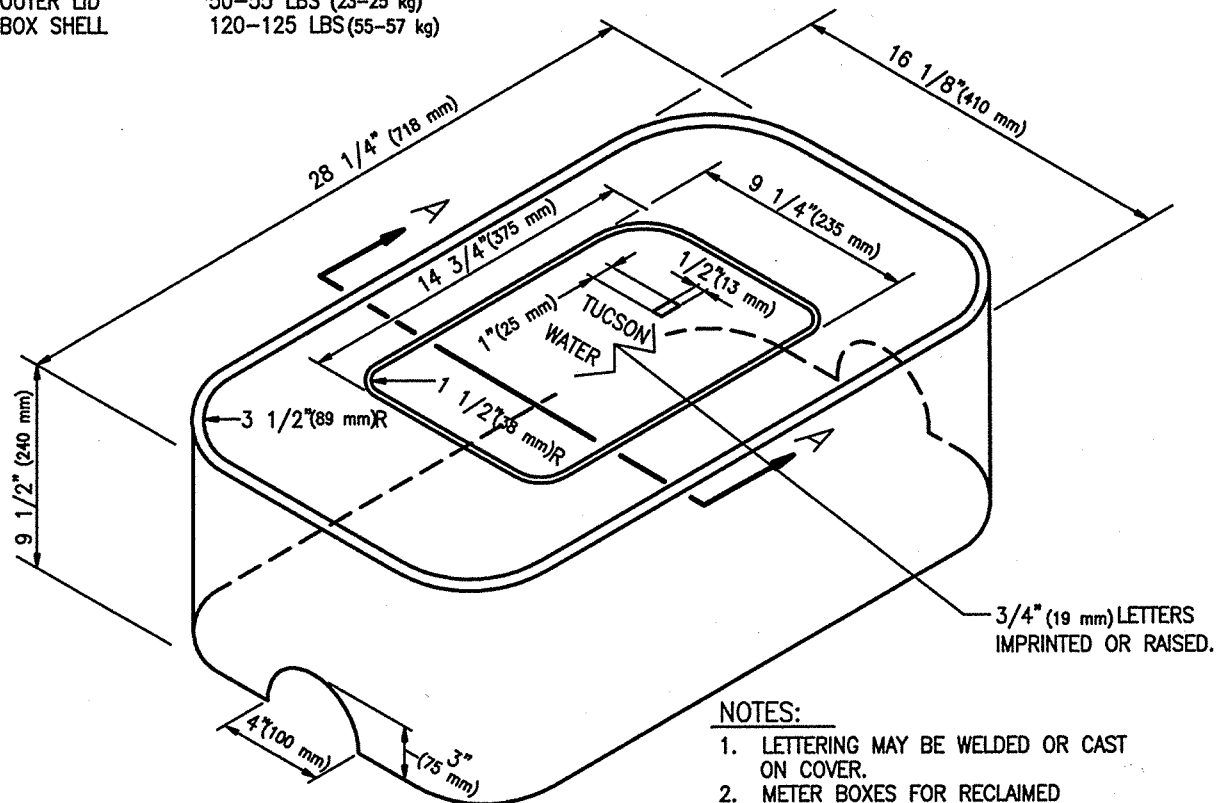 OUTER LID 50-55 LBS (23-25 kg)
BOX SHELL 120-125 LBS(55-57 kg)
28 1/4" (718 mm)
16 1/8"(410 mm)
A
14 3/4"(375 mm)
9 1/4"(235 mm)
1/2"(13 mm)
1"(25 mm)
TUCSON
WATER
3 1/2"(89 mm)R
1 1/2"(38 mm)R
A
9 1/2" (240 mm)
3/4" (19 mm) LETTERS
IMPRINTED OR RAISED.
4"(100 mm)
3"
(75 mm)
NOTES:
1. LETTERING MAY BE WELDED OR CAST
ON COVER.
2. METER BOXES FOR RECLAIMED